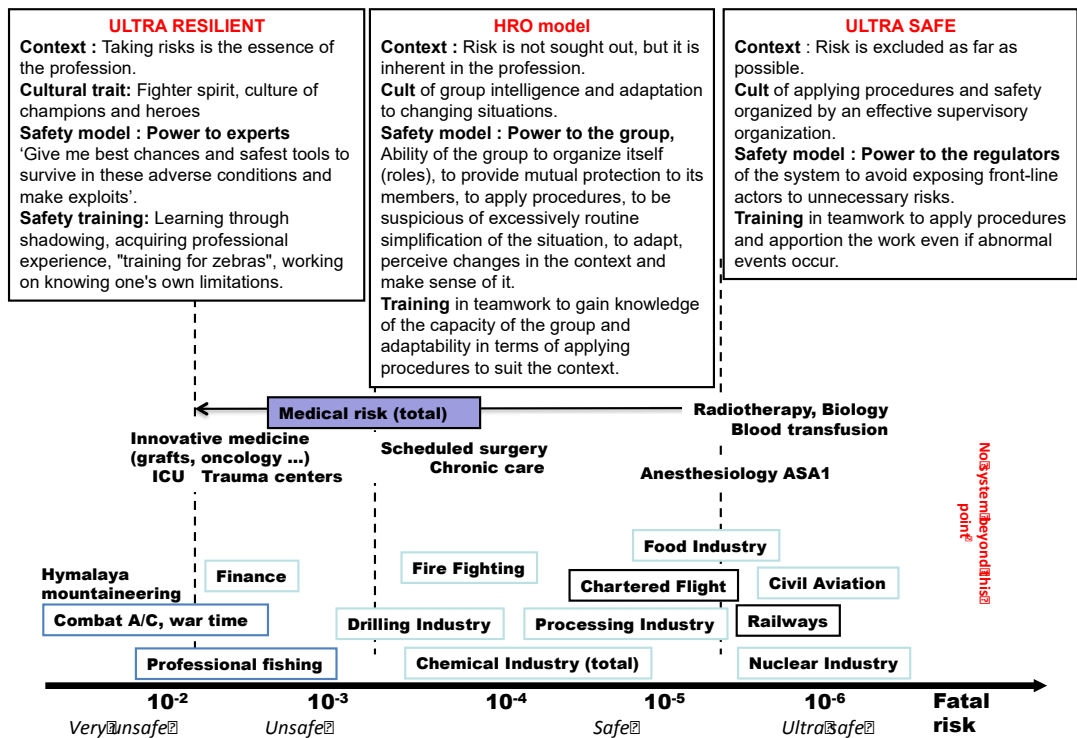 ULTRA RESILIENT
Context : Taking risks is the essence of
the profession.
Cultural trait: Fighter spirit, culture of
champions and heroes
Safety model : Power to experts
‘Give me best chances and safest tools to
survive in these adverse conditions and
make exploits’.
Safety training: Learning through
shadowing, acquiring professional
experience, "training for zebras", working
on knowing one's own limitations.
HRO model
Context : Risk is not sought out, but it is
inherent in the profession.
Cult of group intelligence and adaptation
to changing situations.
Safety model : Power to the group,
Ability of the group to organize itself
(roles), to provide mutual protection to its
members, to apply procedures, to be
suspicious of excessively routine
simplification of the situation, to adapt,
perceive changes in the context and
make sense of it.
Training in teamwork to gain knowledge
of the capacity of the group and
adaptability in terms of applying
procedures to suit the context.
ULTRA SAFE
Context : Risk is excluded as far as
possible.
Cult of applying procedures and safety
organized by an effective supervisory
organization.
Safety model : Power to the regulators
of the system to avoid exposing front-line
actors to unnecessary risks.
Training in teamwork to apply procedures
and apportion the work even if abnormal
events occur.
Medical risk (total)
Radiotherapy, Biology
Blood transfusion
Innovative medicine
(grafts, oncology ...)
ICU Trauma centers
Scheduled surgery
Chronic care
Anesthesiology ASA1
No system beyond this
point
Food Industry
Fire Fighting
Finance
Chartered Flight
Civil Aviation
Hymalaya
mountaineering
Combat A/C, war time
Drilling Industry
Processing Industry
Railways
Professional fishing
Chemical Industry (total)
Nuclear Industry
10-2 10-3 10-4 10-5 10-6 Fatal
risk
Very unsafe Unsafe Safe Ultra safe